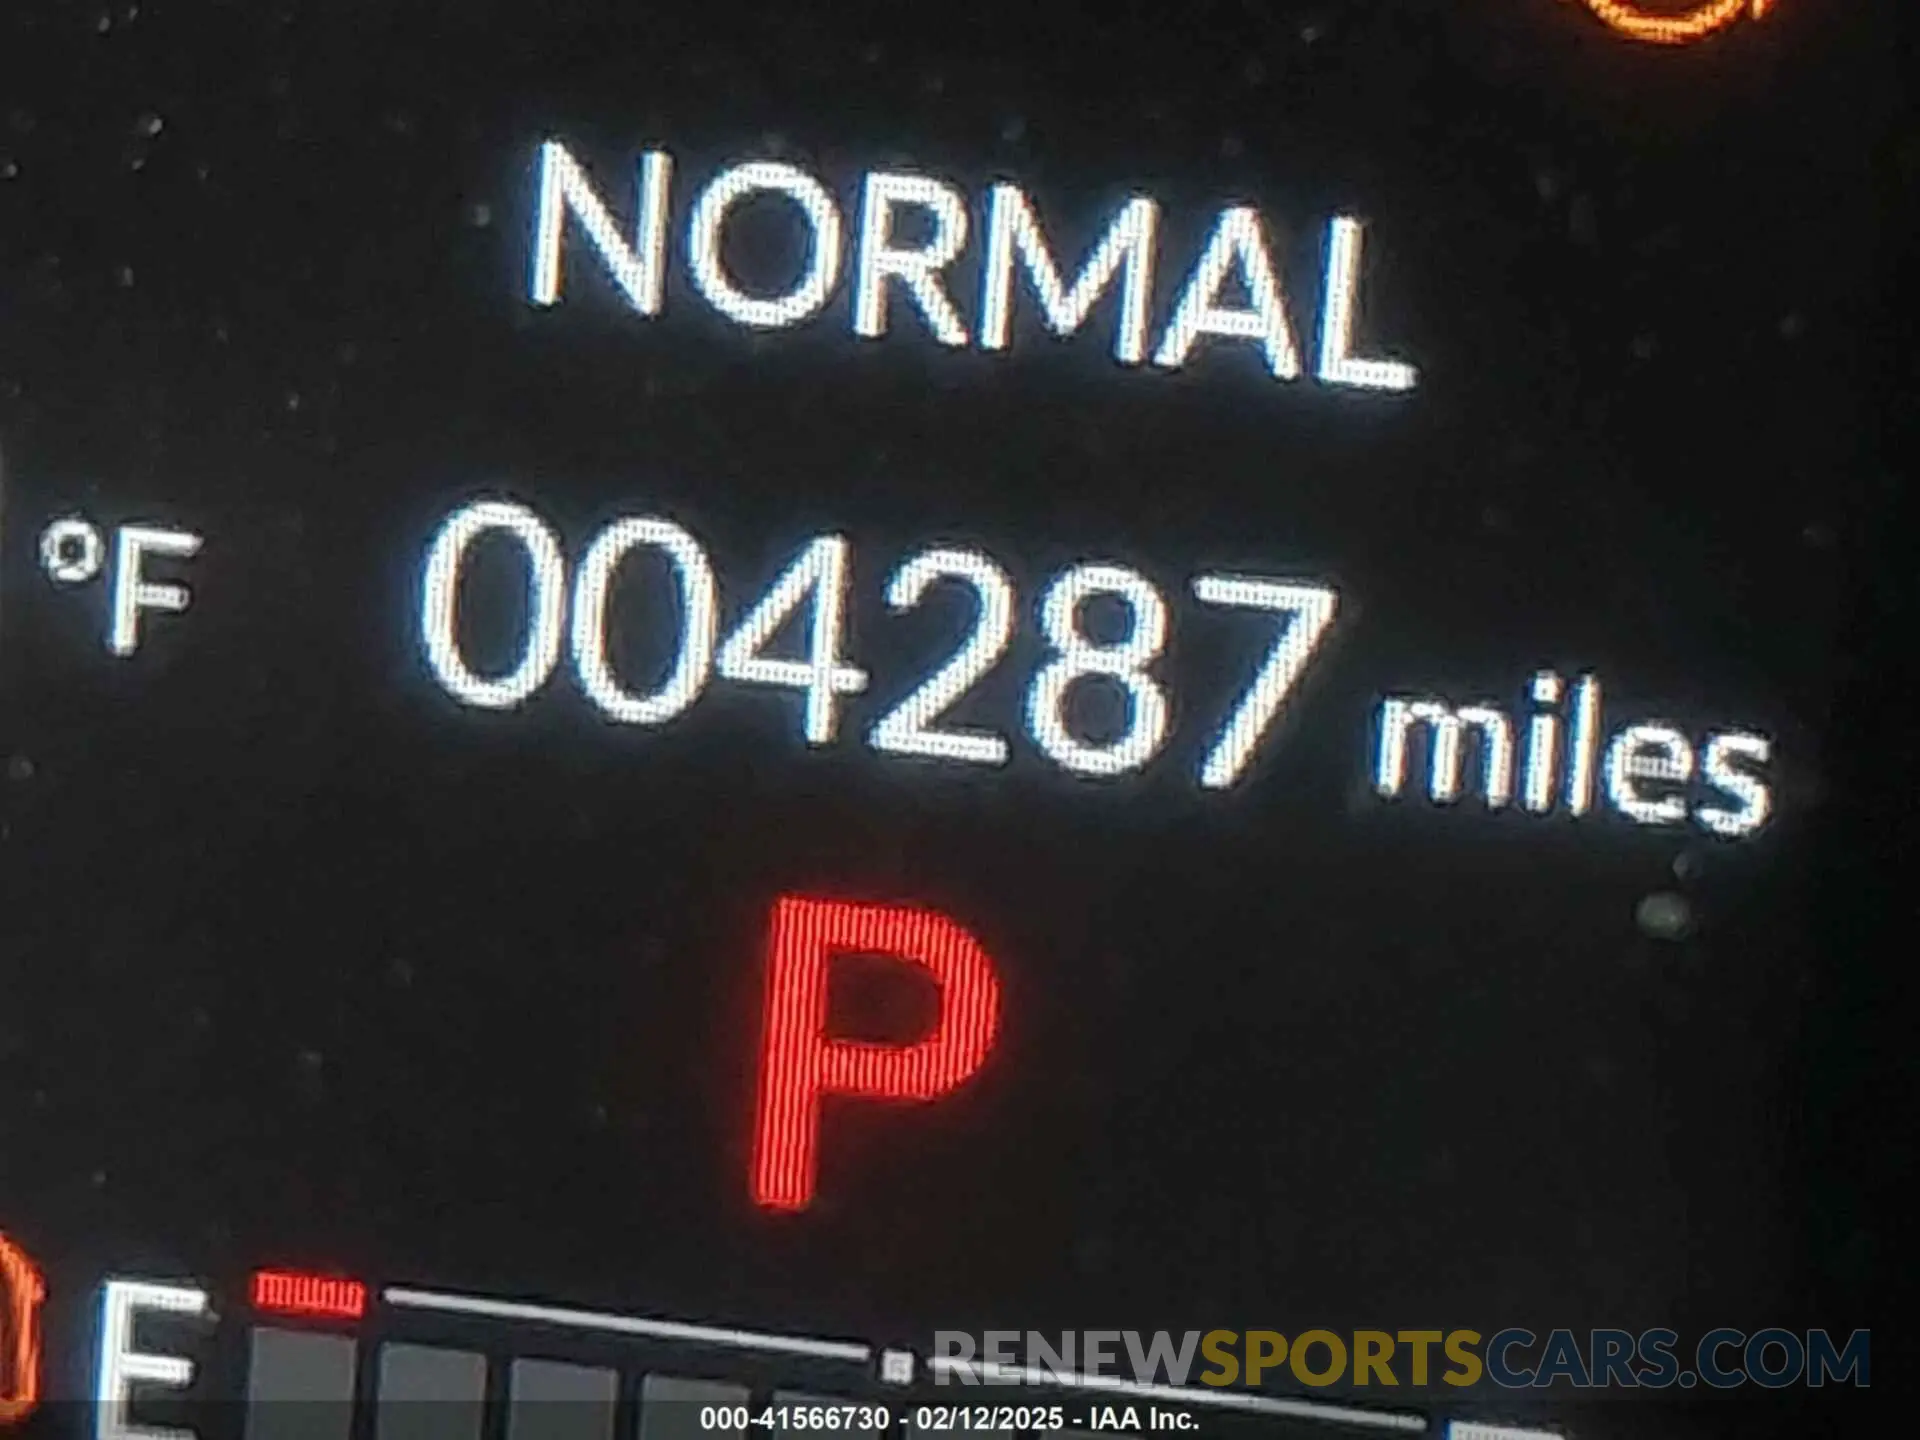 NORMAL
°F 004287 miles
P
E
RENEWSPORTSCARS.COM
000-41566730 - 02/12/2025 - IAA Inc.